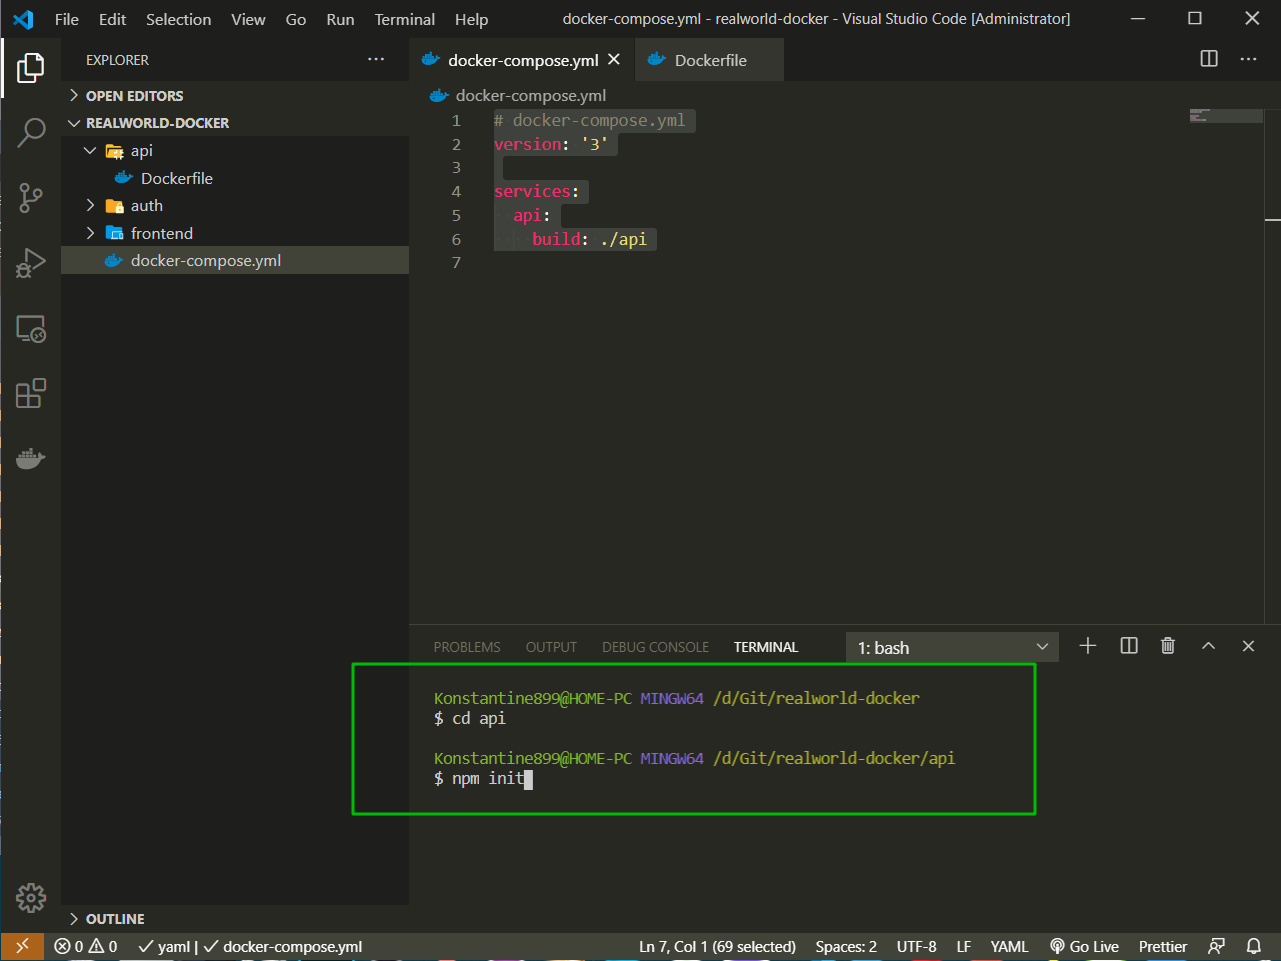 File Edit Selection View Go Run Terminal Help docker-compose.yml - realworld-docker - Visual Studio Code [Administrator]
EXPLORER ···
docker-compose.yml Dockerfile ···
OPEN EDITORS
REALWORLD-DOCKER
api
Dockerfile
auth
frontend
docker-compose.yml
docker-compose.yml
1 # docker-compose.yml
2 version: '3'
3
4 services:
5 api:
6 build: ./api
7
PROBLEMS OUTPUT DEBUG CONSOLE TERMINAL 1: bash
Konstantine899@HOME-PC MINGW64 /d/Git/realworld-docker
$ cd api
Konstantine899@HOME-PC MINGW64 /d/Git/realworld-docker/api
$ npm init
OUTLINE
0 0 yaml | docker-compose.yml Ln 7, Col 1 (69 selected) Spaces: 2 UTF-8 LF YAML Go Live Prettier